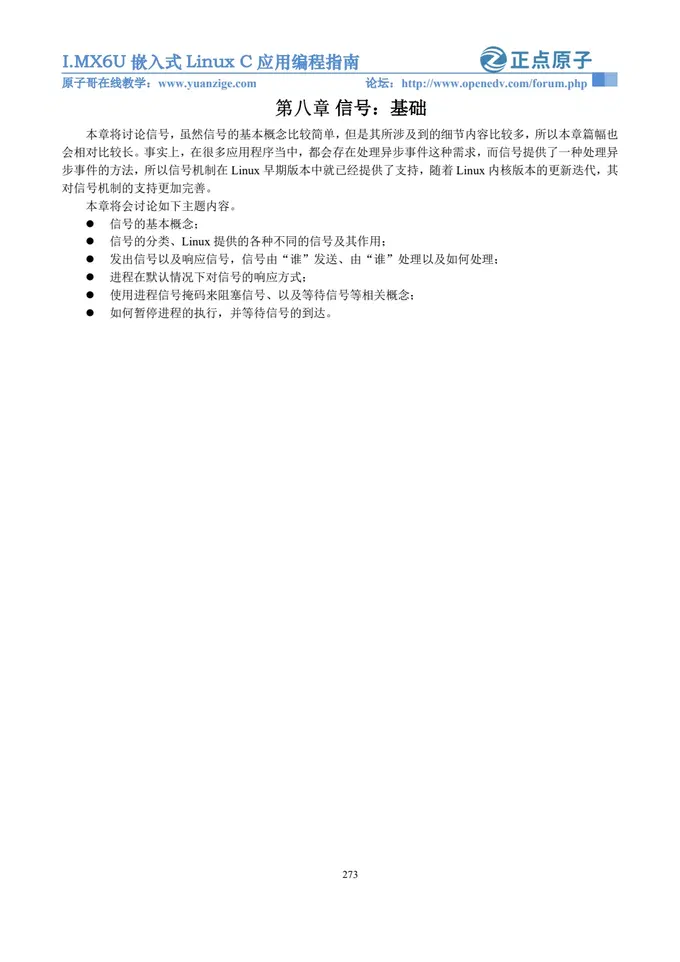 I.MX6U 嵌入式 Linux C 应用编程指南
正点原子
原子哥在线教学：www.yuanzige.com 论坛：http://www.openedv.com/forum.php
第八章 信号：基础
本章将讨论信号，虽然信号的基本概念比较简单，但是其所涉及到的细节内容比较多，所以本章篇幅也
会相对比较长。事实上，在很多应用程序当中，都会存在处理异步事件这种需求，而信号提供了一种处理异
步事件的方法，所以信号机制在 Linux 早期版本中就已经提供了支持，随着 Linux 内核版本的更新迭代，其
对信号机制的支持更加完善。
本章将会讨论如下主题内容。
● 信号的基本概念；
● 信号的分类、Linux 提供的各种不同的信号及其作用；
● 发出信号以及响应信号，信号由“谁”发送、由“谁”处理以及如何处理；
● 进程在默认情况下对信号的响应方式；
● 使用进程信号掩码来阻塞信号、以及等待信号等相关概念；
● 如何暂停进程的执行，并等待信号的到达。
273